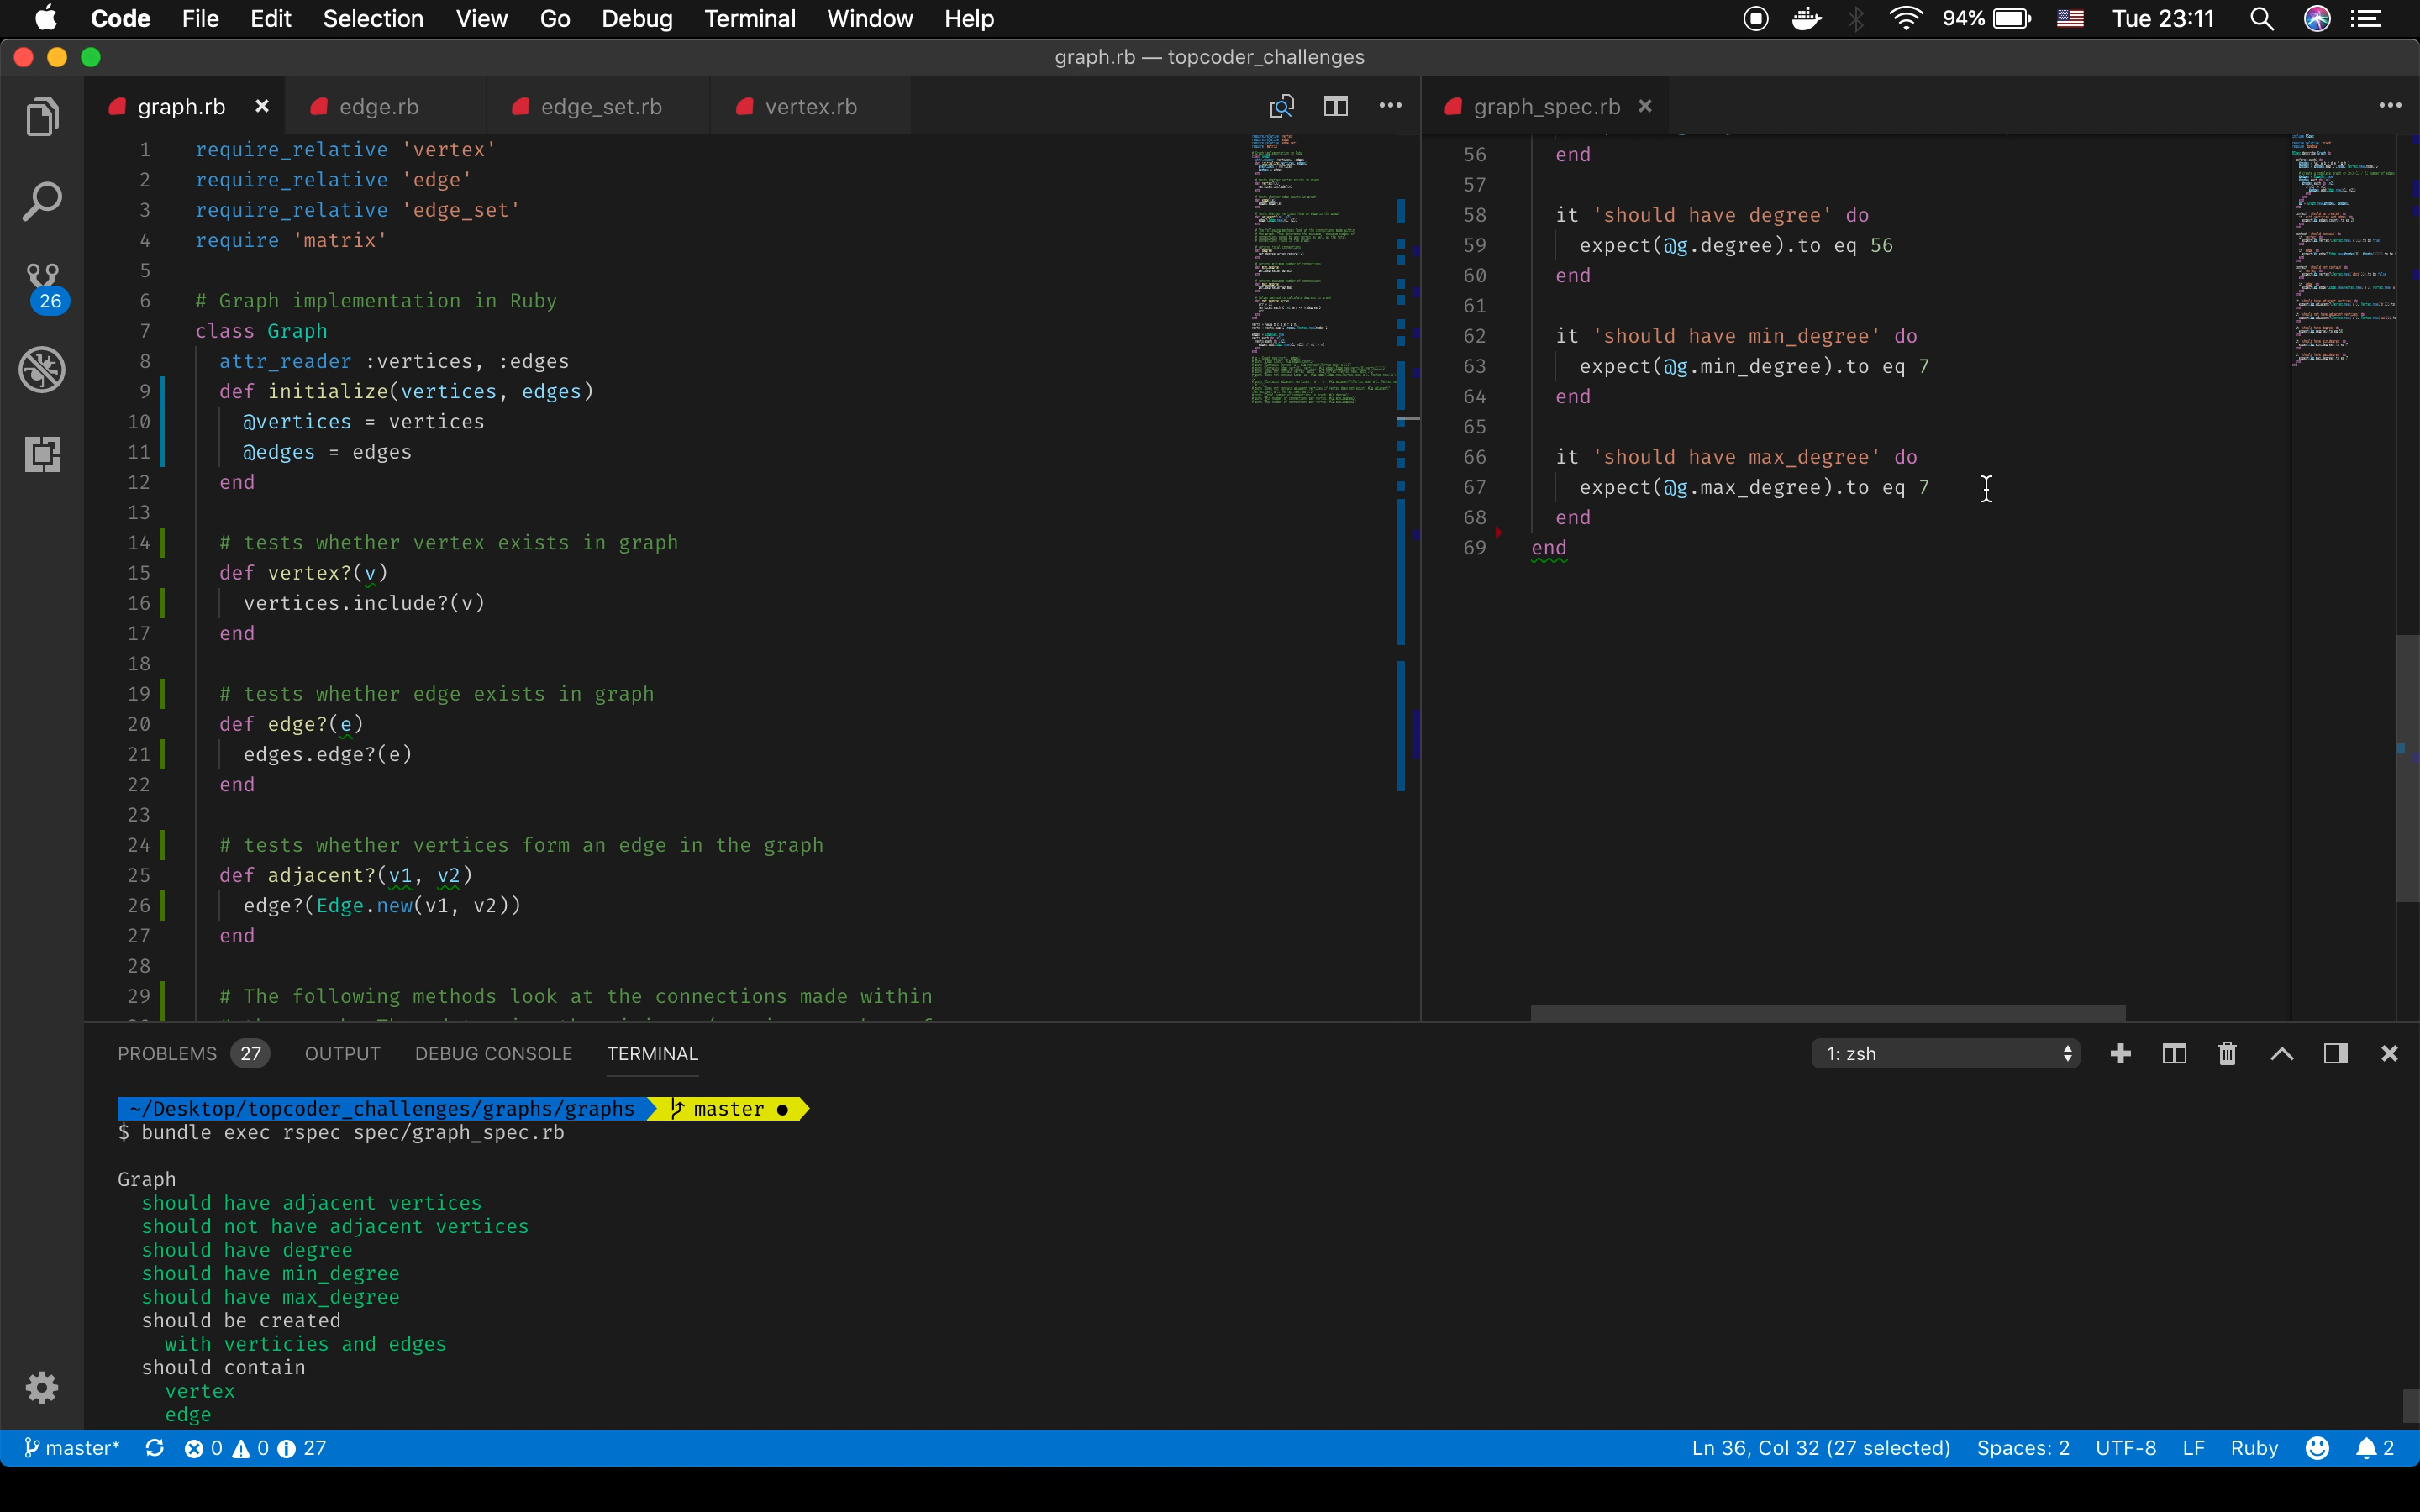 Code File Edit Selection View Go Debug Terminal Window Help 94% Tue 23:11
graph.rb — topcoder_challenges
graph.rb edge.rb edge_set.rb vertex.rb
1 require_relative 'vertex'
2 require_relative 'edge'
3 require_relative 'edge_set'
4 require 'matrix'
5
6 # Graph implementation in Ruby
7 class Graph
8 attr_reader :vertices, :edges
9 def initialize(vertices, edges)
10 @vertices = vertices
11 @edges = edges
12 end
13
14 # tests whether vertex exists in graph
15 def vertex?(v)
16 vertices.include?(v)
17 end
18
19 # tests whether edge exists in graph
20 def edge?(e)
21 edges.edge?(e)
22 end
23
24 # tests whether vertices form an edge in the graph
25 def adjacent?(v1, v2)
26 edge?(Edge.new(v1, v2))
27 end
28
29 # The following methods look at the connections made within
26
graph_spec.rb
56 end
57
58 it 'should have degree' do
59 expect(@g.degree).to eq 56
60 end
61
62 it 'should have min_degree' do
63 expect(@g.min_degree).to eq 7
64 end
65
66 it 'should have max_degree' do
67 expect(@g.max_degree).to eq 7
68 end
69 end
PROBLEMS 27 OUTPUT DEBUG CONSOLE TERMINAL 1: zsh
~/Desktop/topcoder_challenges/graphs/graphs master ●
$ bundle exec rspec spec/graph_spec.rb
Graph
should have adjacent vertices
should not have adjacent vertices
should have degree
should have min_degree
should have max_degree
should be created
with verticies and edges
should contain
vertex
edge
master* 0 0 27 Ln 36, Col 32 (27 selected) Spaces: 2 UTF-8 LF Ruby 2